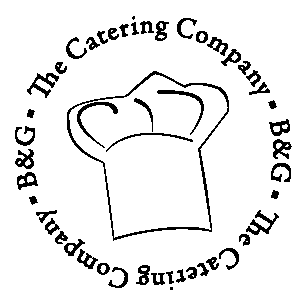 B&G ▪ The Catering Company ▪ B&G ▪ The Catering Company ▪